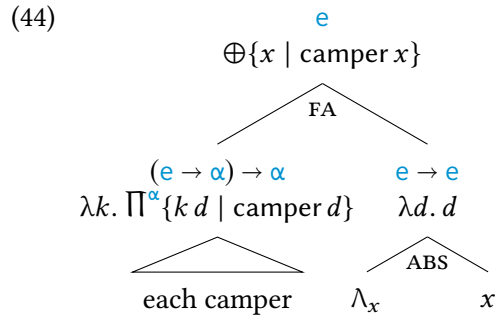 (44)
e
⊕{x | camper x}
FA
(e → α) → α e → e
λk. ∏^α{k d | camper d} λd. d
ABS
each camper Λ_x x